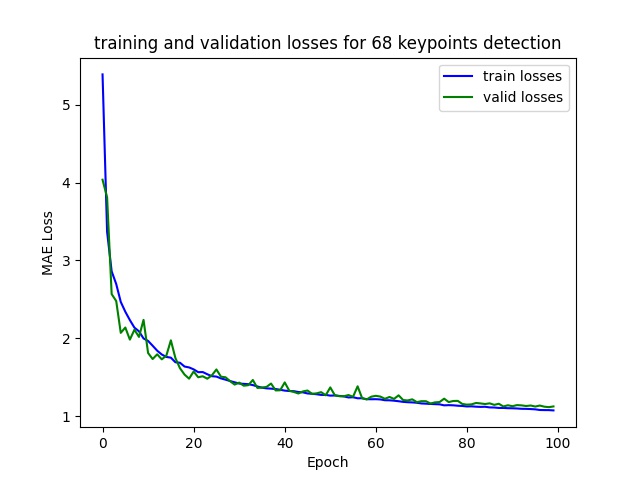 training and validation losses for 68 keypoints detection
train losses
valid losses
5
4
3
2
1
MAE Loss
0
20
40
60
80
100
Epoch